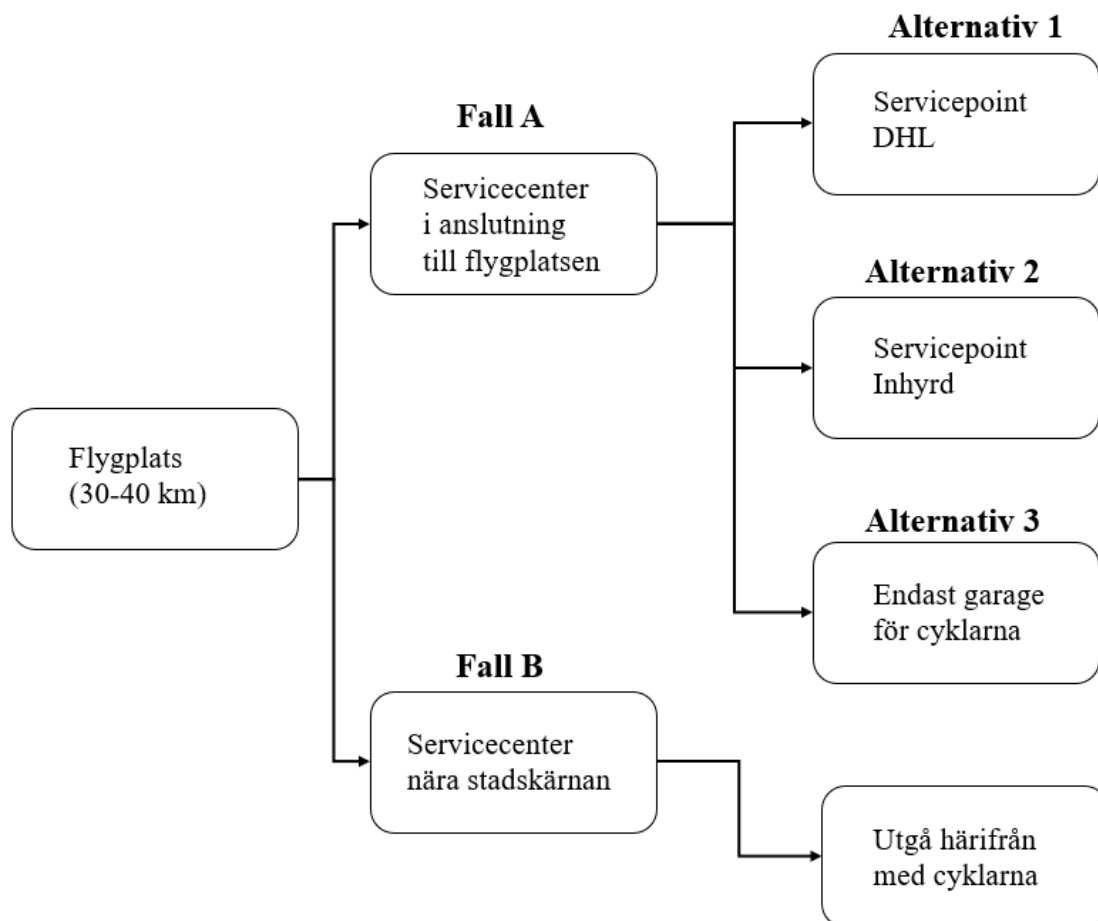 Alternativ 1
Servicepoint
DHL
Fall A
Servicecenter
i anslutning
till flygplatsen
Alternativ 2
Servicepoint
Inhyrd
Flygplats
(30-40 km)
Alternativ 3
Endast garage
för cyklarna
Fall B
Servicecenter
nära stadskärnan
Utgå härifrån
med cyklarna